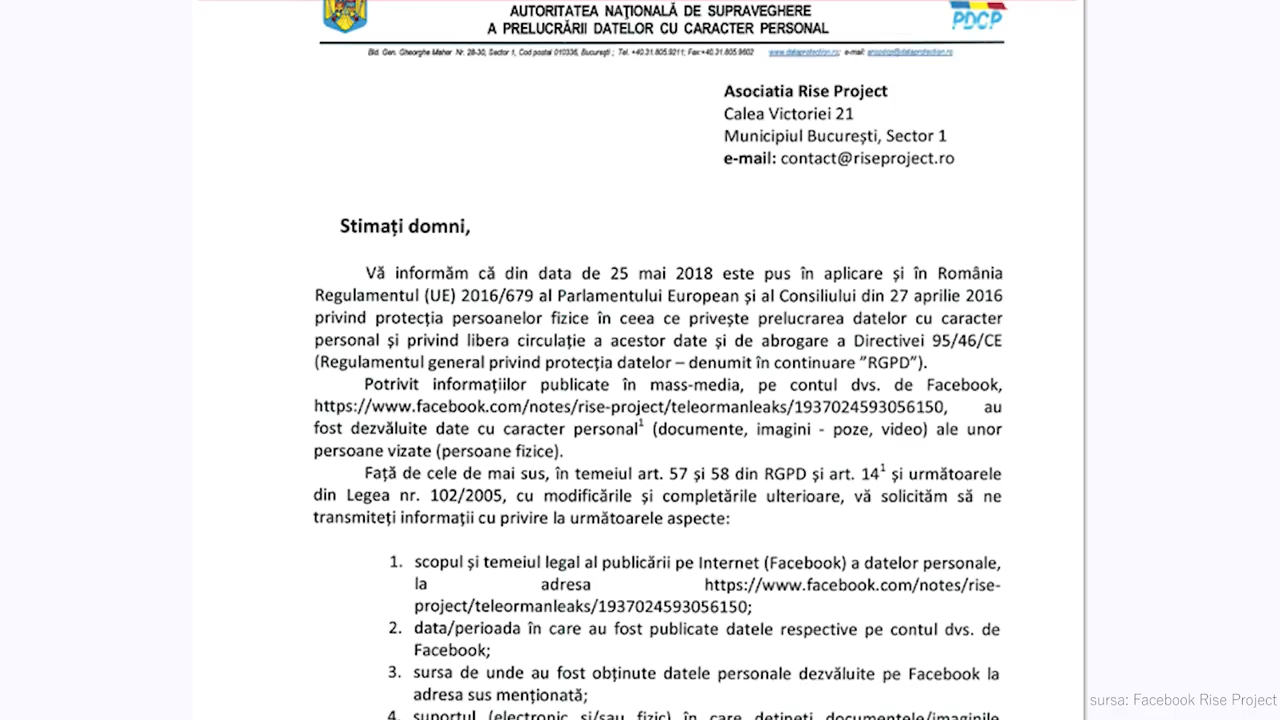 AUTORITATEA NAŢIONALĂ DE SUPRAVEGHERE
A PRELUCRĂRII DATELOR CU CARACTER PERSONAL
PDCP
Bld. Gen. Gheorghe Maher Nr. 28-30, Sector 1, Cod postal 010336, Bucureşti ; Tel. +40.31.805.9211; Fax:+40.31.805.9602 www.dataprotection.ro; e-mail: anspdcp@dataprotection.ro
Asociatia Rise Project
Calea Victoriei 21
Municipiul București, Sector 1
e-mail: contact@riseproject.ro
Stimați domni,
Vă informăm că din data de 25 mai 2018 este pus în aplicare și în România
Regulamentul (UE) 2016/679 al Parlamentului European și al Consiliului din 27 aprilie 2016
privind protecția persoanelor fizice în ceea ce privește prelucrarea datelor cu caracter
personal și privind libera circulație a acestor date și de abrogare a Directivei 95/46/CE
(Regulamentul general privind protecția datelor – denumit în continuare ”RGPD”).
Potrivit informațiilor publicate în mass-media, pe contul dvs. de Facebook,
https://www.facebook.com/notes/rise-project/teleormanleaks/1937024593056150, au
fost dezvăluite date cu caracter personal¹ (documente, imagini - poze, video) ale unor
persoane vizate (persoane fizice).
Față de cele de mai sus, în temeiul art. 57 și 58 din RGPD și art. 14¹ și următoarele
din Legea nr. 102/2005, cu modificările și completările ulterioare, vă solicităm să ne
transmiteți informații cu privire la următoarele aspecte:
1. scopul și temeiul legal al publicării pe Internet (Facebook) a datelor personale,
la adresa https://www.facebook.com/notes/rise-
project/teleormanleaks/1937024593056150;
2. data/perioada în care au fost publicate datele respective pe contul dvs. de
Facebook;
3. sursa de unde au fost obținute datele personale dezvăluite pe Facebook la
adresa sus menționată;
4. suportul (electronic și/sau fizic) în care dețineți documentele/imaginile
sursa: Facebook Rise Project